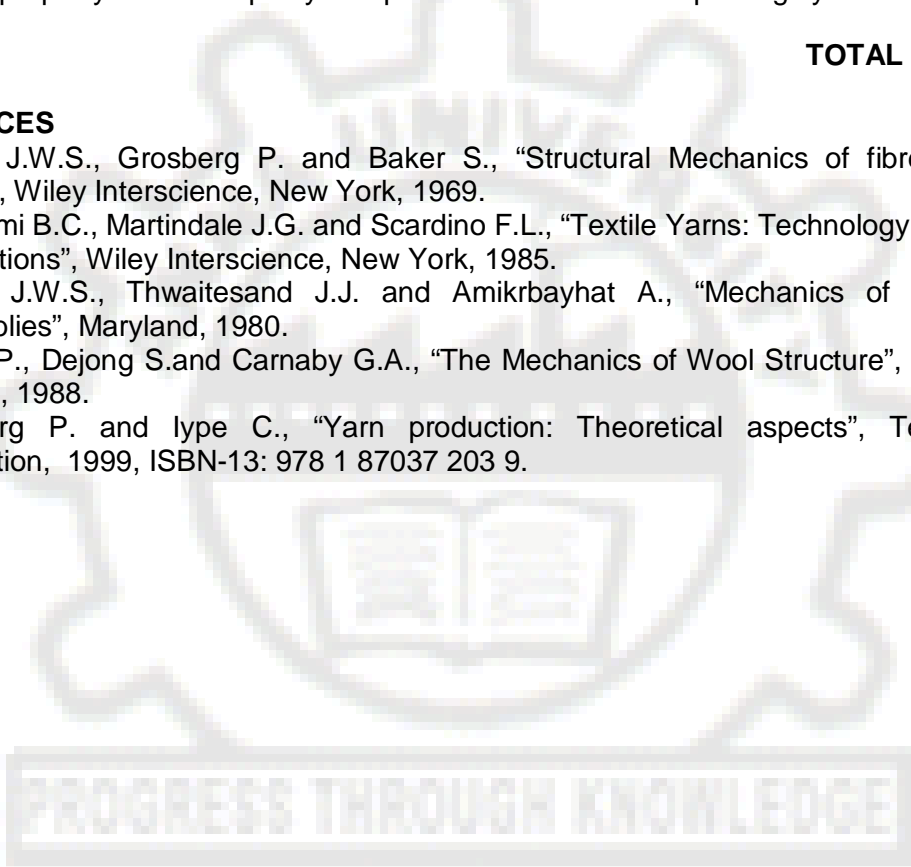 TOTAL
CES
J.W.S., Grosberg P. and Baker S., “Structural Mechanics of fibre
, Wiley Interscience, New York, 1969.
mi B.C., Martindale J.G. and Scardino F.L., “Textile Yarns: Technology
tions”, Wiley Interscience, New York, 1985.
J.W.S., Thwaitesand J.J. and Amikrbayhat A., “Mechanics of
olies”, Maryland, 1980.
P., Dejong S.and Carnaby G.A., “The Mechanics of Wool Structure”,
, 1988.
rg P. and Iype C., “Yarn production: Theoretical aspects”, Te
tion, 1999, ISBN-13: 978 1 87037 203 9.
PROGRESS THROUGH KNOWLEDGE